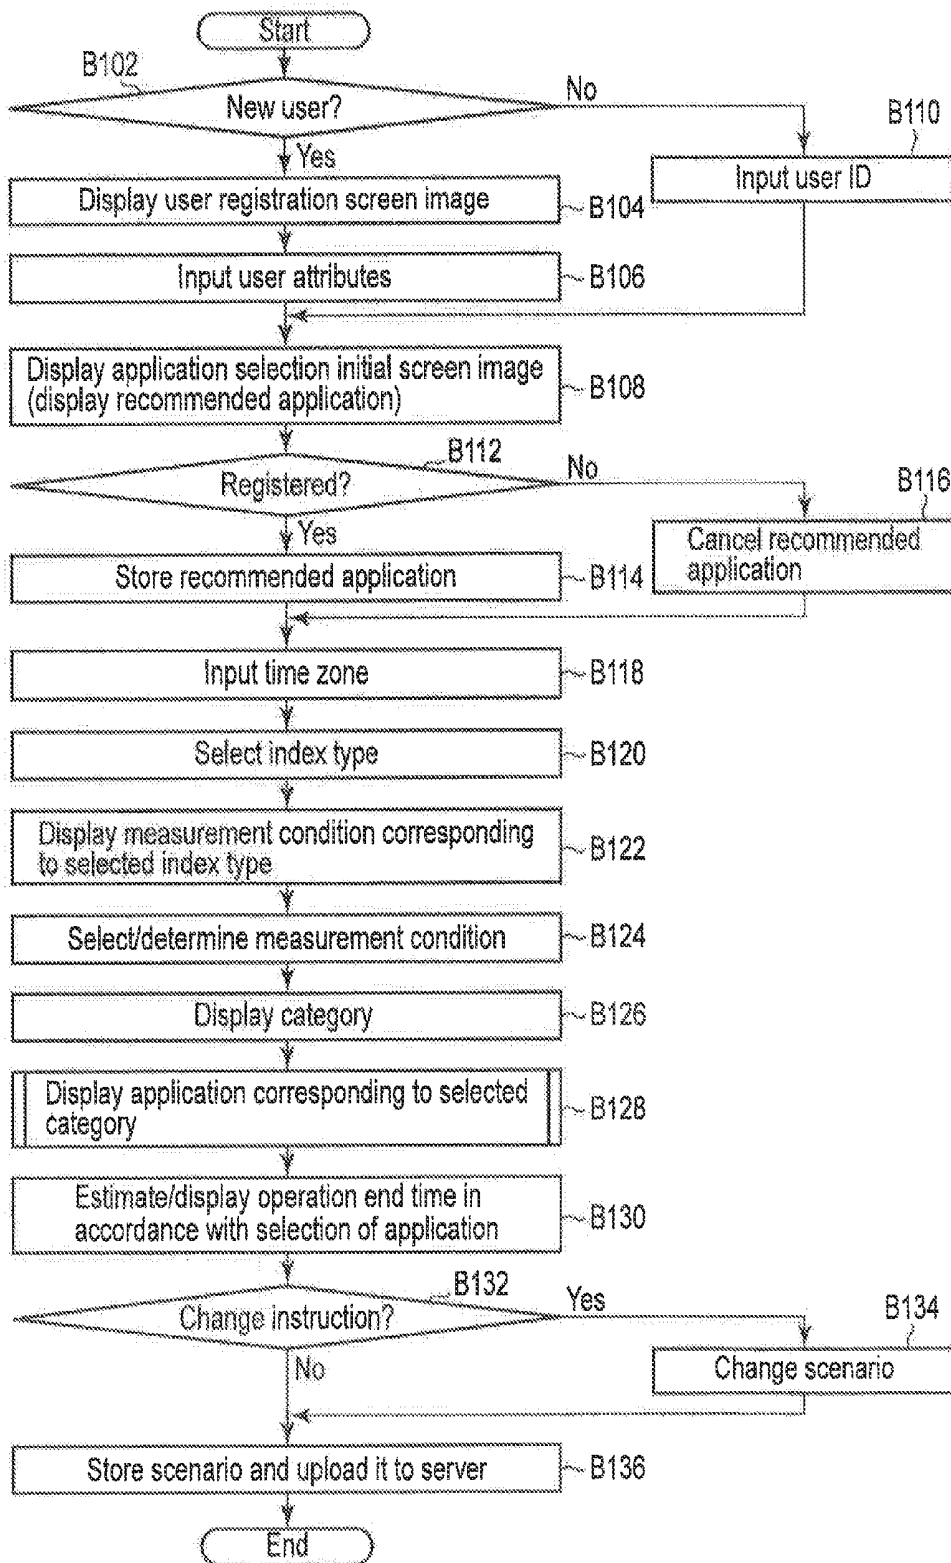 Start
B102
New user?
No
B110
Yes
Input user ID
Display user registration screen image
B104
Input user attributes
B106
Display application selection initial screen image
(display recommended application)
B108
B112
Registered?
No
B116
Yes
Cancel recommended
application
Store recommended application
B114
Input time zone
B118
Select index type
B120
Display measurement condition corresponding
to selected index type
B122
Select/determine measurement condition
B124
Display category
B126
Display application corresponding to selected
category
B128
Estimate/display operation end time in
accordance with selection of application
B130
B132
Change instruction?
Yes
B134
No
Change scenario
Store scenario and upload it to server
B136
End